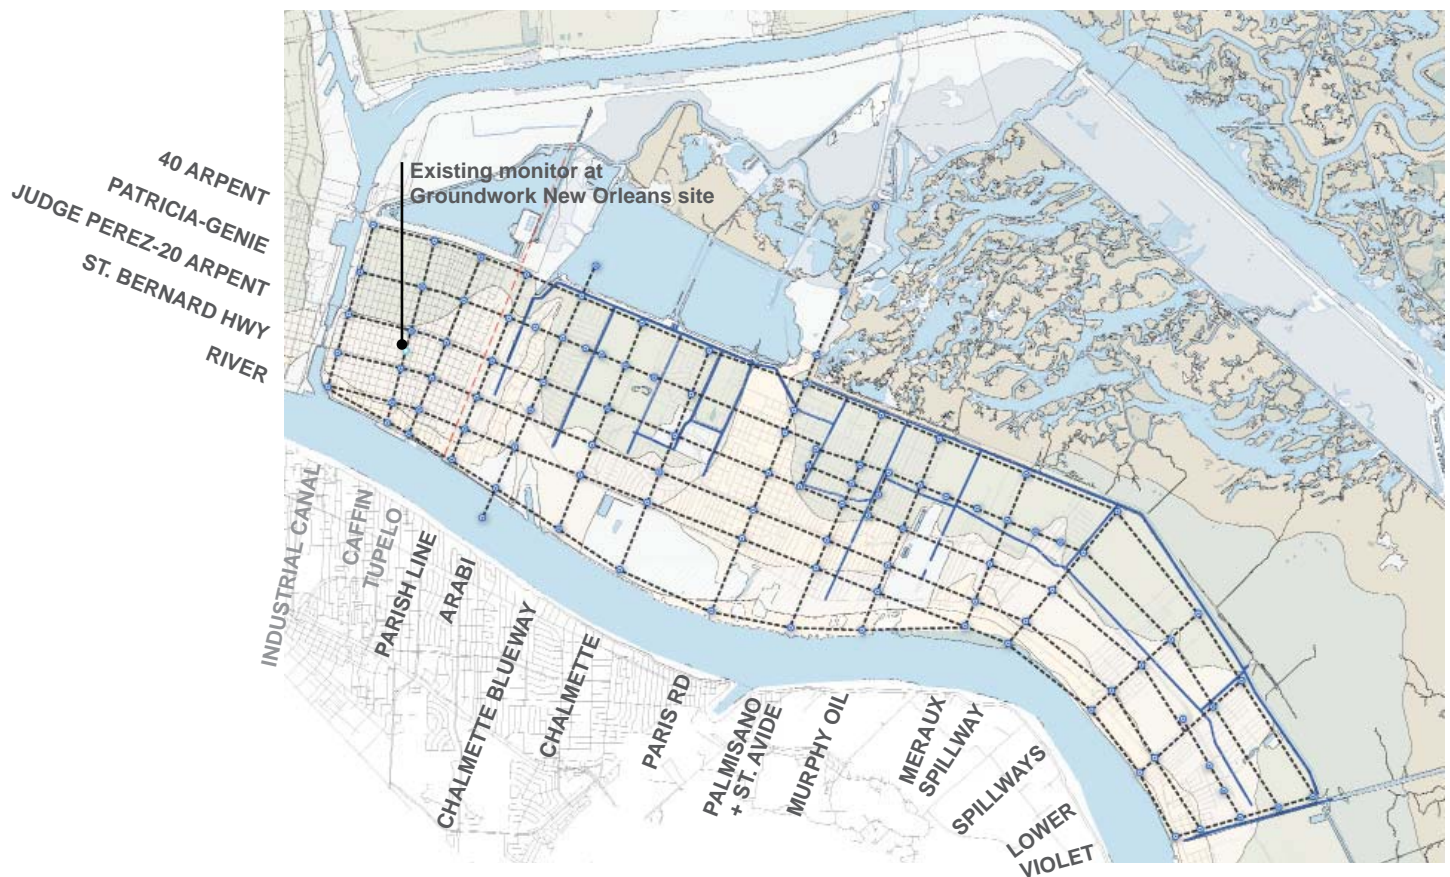 40 ARPENT
PATRICIA-GENIE
JUDGE PEREZ-20 ARPENT
ST. BERNARD HWY
RIVER
Existing monitor at
Groundwork New Orleans site
INDUSTRIAL CANAL
CAFFIN
TUPELO
PARISH LINE
ARABI
CHALMETTE BLUEWAY
CHALMETTE
PARIS RD
PALMISANO
+ ST. AVIDE
MURPHY OIL
MERAUX
SPILLWAY
SPILLWAYS
LOWER
VIOLET